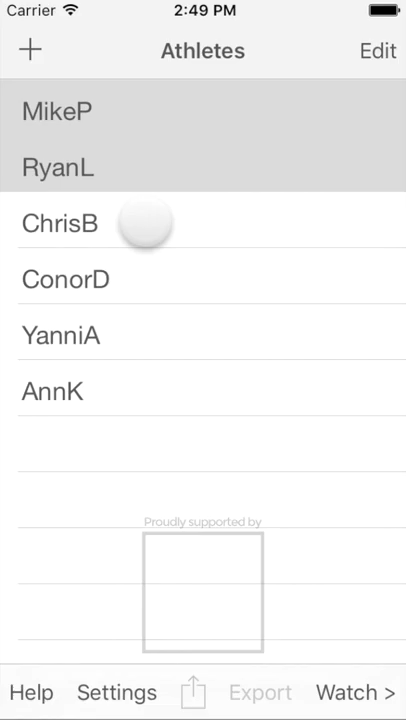 Carrier 2:49 PM
+ Athletes Edit
MikeP
RyanL
ChrisB
ConorD
YanniA
AnnK
Proudly supported by
Help Settings Export Watch >